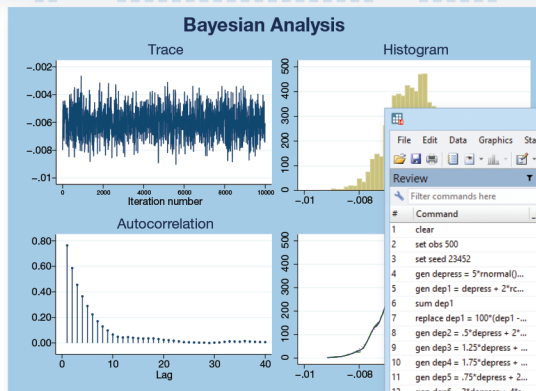 Bayesian Analysis
Trace
-.002
-.004
-.006
-.008
-.01
0 2000 4000 6000 8000 10000
Iteration number
Histogram
500
400
300
200
100
0
-.01 -.008
Autocorrelation
0.80
0.60
0.40
0.20
0.00
0 10 20 30 40
Lag
500
400
300
200
100
0
-.01 -.008
File Edit Data Graphics Sta
Review
Filter commands here
# Command
1 clear
2 set obs 500
3 set seed 23452
4 gen depress = 5*rnormal()...
5 gen dep1 = depress + 2*rc...
6 sum dep1
7 replace dep1 = 100*(dep1 -...
8 gen dep2 = .5*depress + 2*...
9 gen dep3 = 1.25*depress + ...
10 gen dep4 = 1.75*depress + ...
11 gen dep5 = .75*depress + 2...